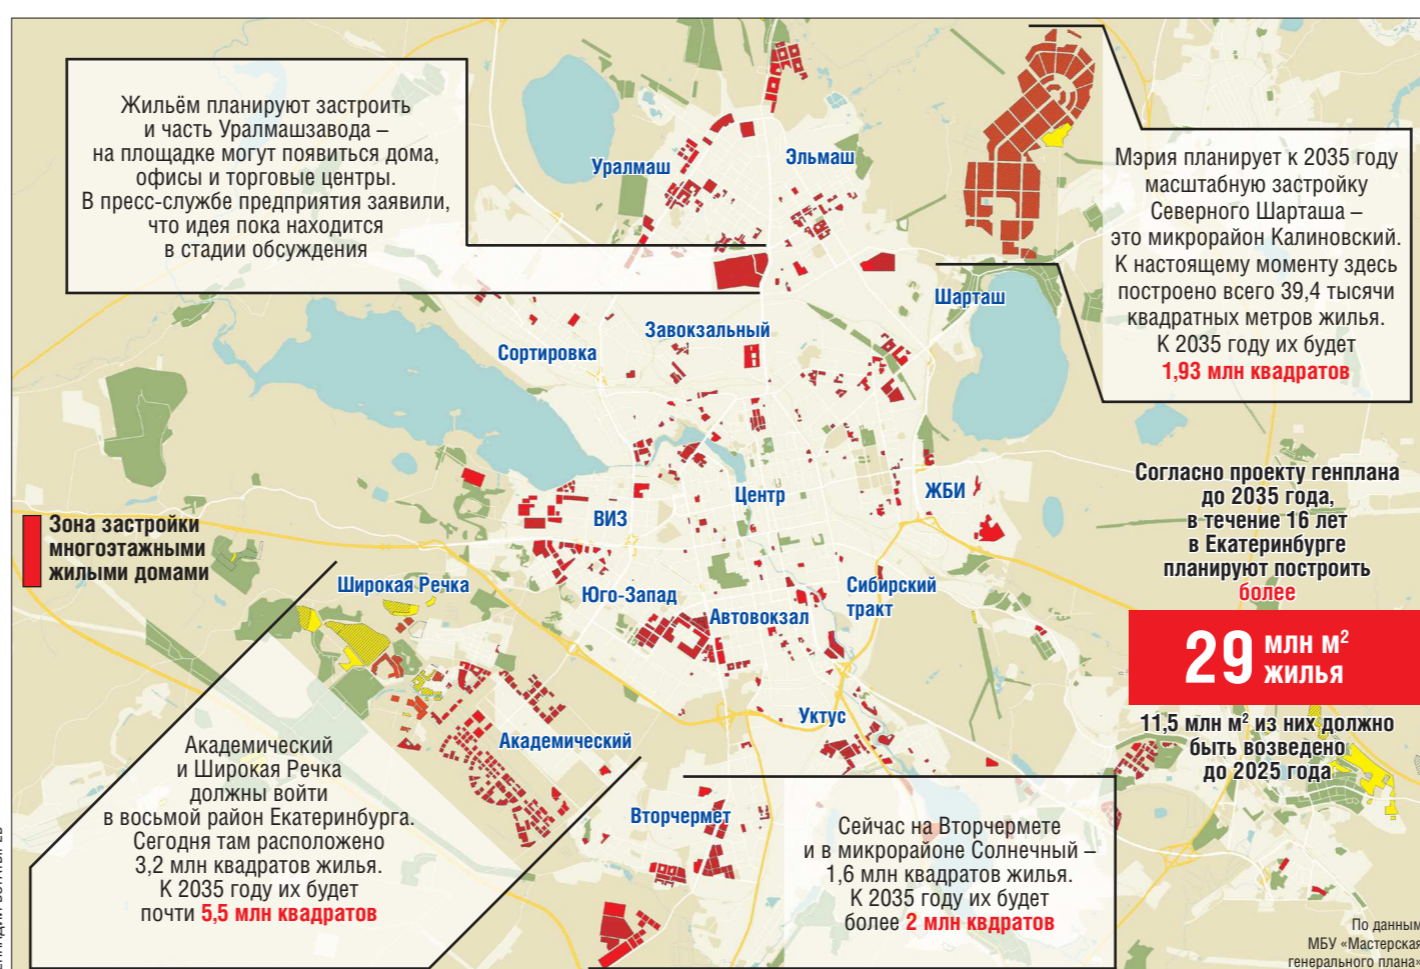 Жильём планируют застроить
и часть Уралмашзавода –
на площадке могут появиться дома,
офисы и торговые центры.
В пресс-службе предприятия заявили,
что идея пока находится
в стадии обсуждения
Уралмаш
Эльмаш
Мэрия планирует к 2035 году
масштабную застройку
Северного Шарташа –
это микрорайон Калиновский.
К настоящему моменту здесь
построено всего 39,4 тысячи
квадратных метров жилья.
К 2035 году их будет
1,93 млн квадратов
Шарташ
Завокзальный
Сортировка
Центр
ЖБИ
ВИЗ
Зона застройки
многоэтажными
жилыми домами
Широкая Речка
Юго-Запад
Автовокзал
Сибирский
тракт
Согласно проекту генплана
до 2035 года,
в течение 16 лет
в Екатеринбурге
планируют построить
более
29 млн м²
жилья
11,5 млн м² из них должно
быть возведено
до 2025 года
Уктус
Академический
Вторчермет
Академический
и Широкая Речка
должны войти
в восьмой район Екатеринбурга.
Сегодня там расположено
3,2 млн квадратов жилья.
К 2035 году их будет
почти 5,5 млн квадратов
Сейчас на Вторчермете
и в микрорайоне Солнечный –
1,6 млн квадратов жилья.
К 2035 году их будет
более 2 млн квдратов
По данным
МБУ «Мастерская
генерального плана»